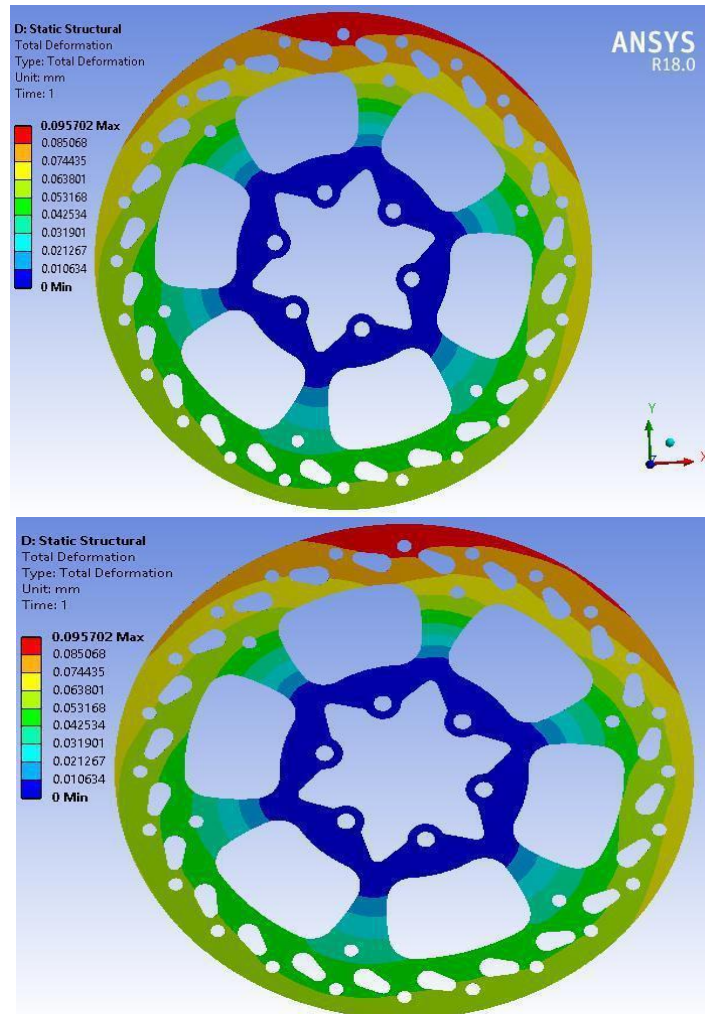 D: Static Structural
Total Deformation
Type: Total Deformation
Unit: mm
Time: 1
0.095702 Max
0.085068
0.074435
0.063801
0.053168
0.042534
0.031901
0.021267
0.010634
0 Min
ANSYS
R18.0
Y
X
D: Static Structural
Total Deformation
Type: Total Deformation
Unit: mm
Time: 1
0.095702 Max
0.085068
0.074435
0.063801
0.053168
0.042534
0.031901
0.021267
0.010634
0 Min